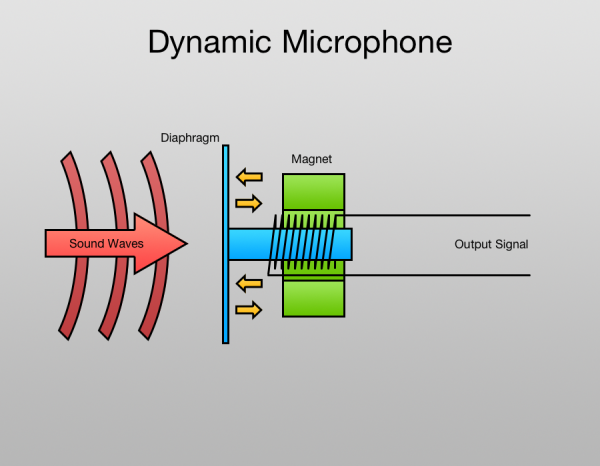 Dynamic Microphone
Diaphragm
Magnet
Sound Waves
Output Signal